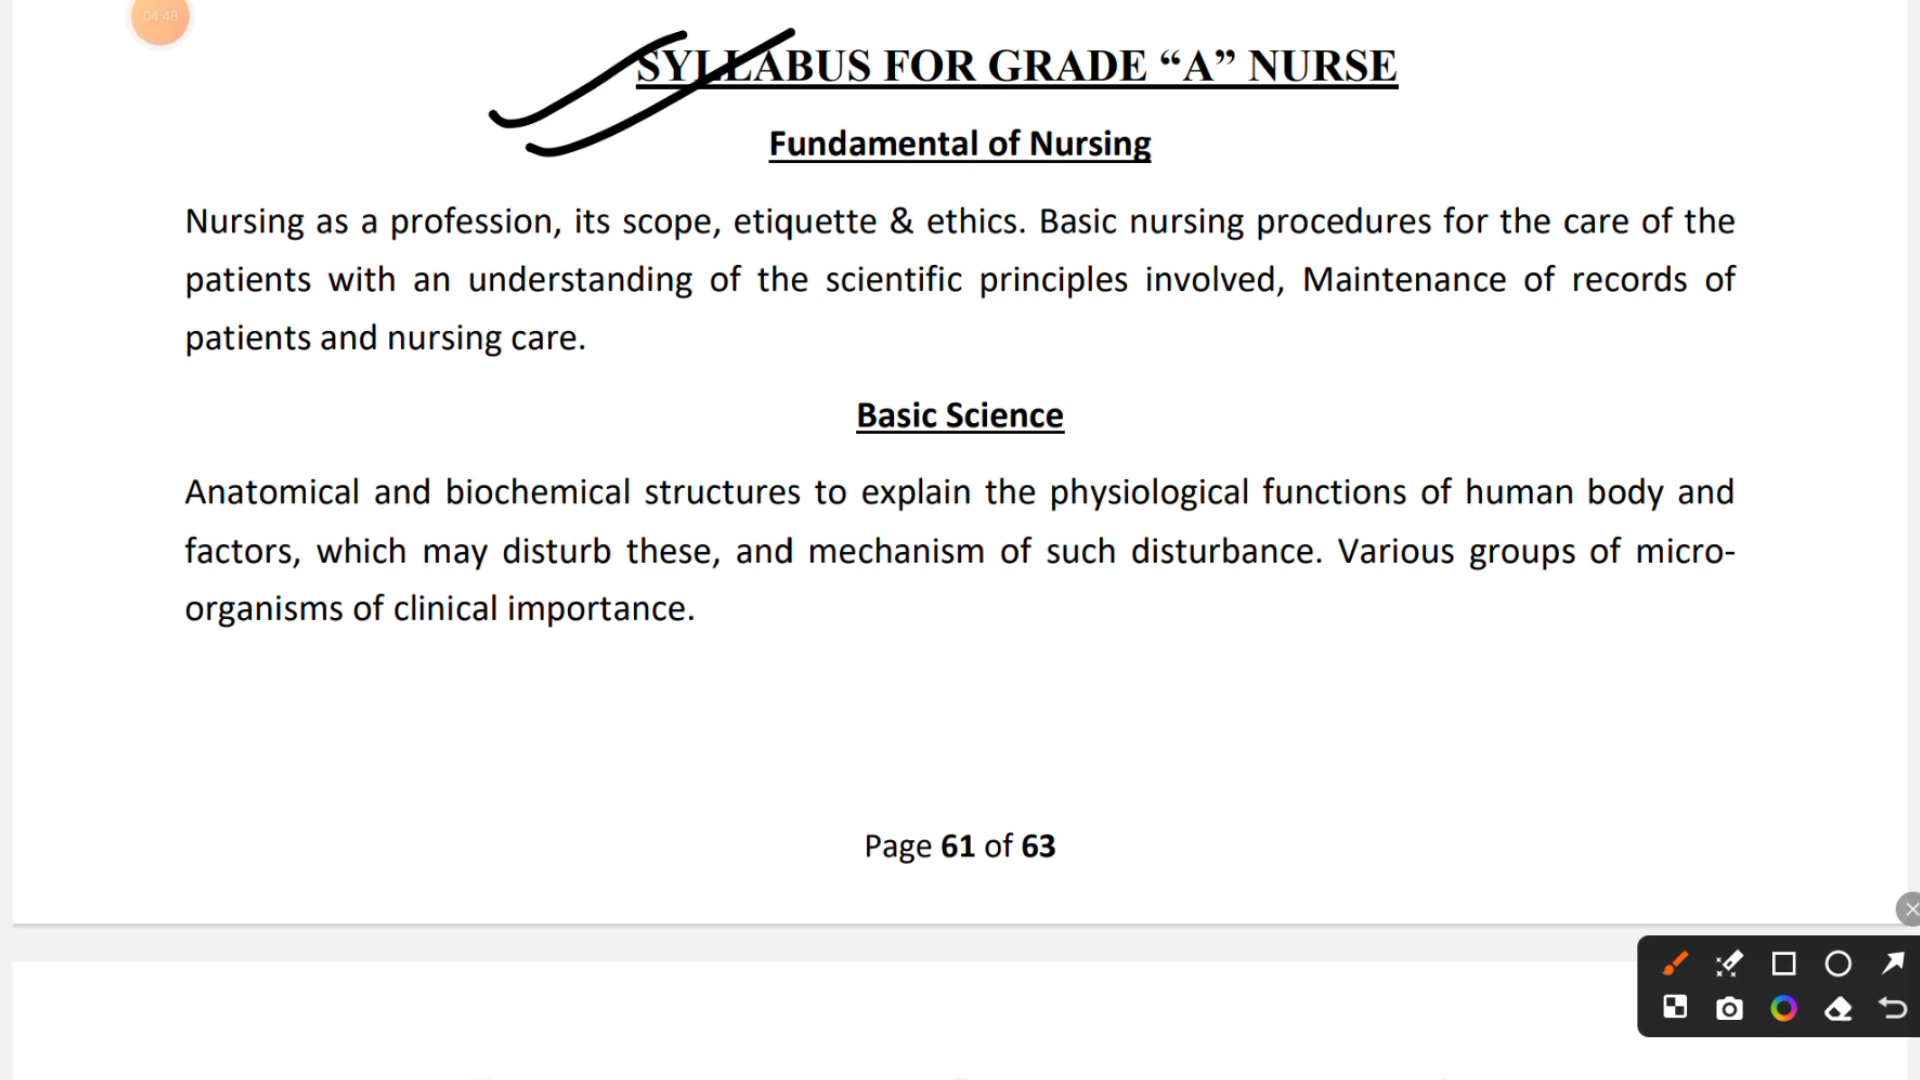 04:48
SYLLABUS FOR GRADE “A” NURSE
Fundamental of Nursing
Nursing as a profession, its scope, etiquette & ethics. Basic nursing procedures for the care of the
patients with an understanding of the scientific principles involved, Maintenance of records of
patients and nursing care.
Basic Science
Anatomical and biochemical structures to explain the physiological functions of human body and
factors, which may disturb these, and mechanism of such disturbance. Various groups of micro-
organisms of clinical importance.
Page 61 of 63